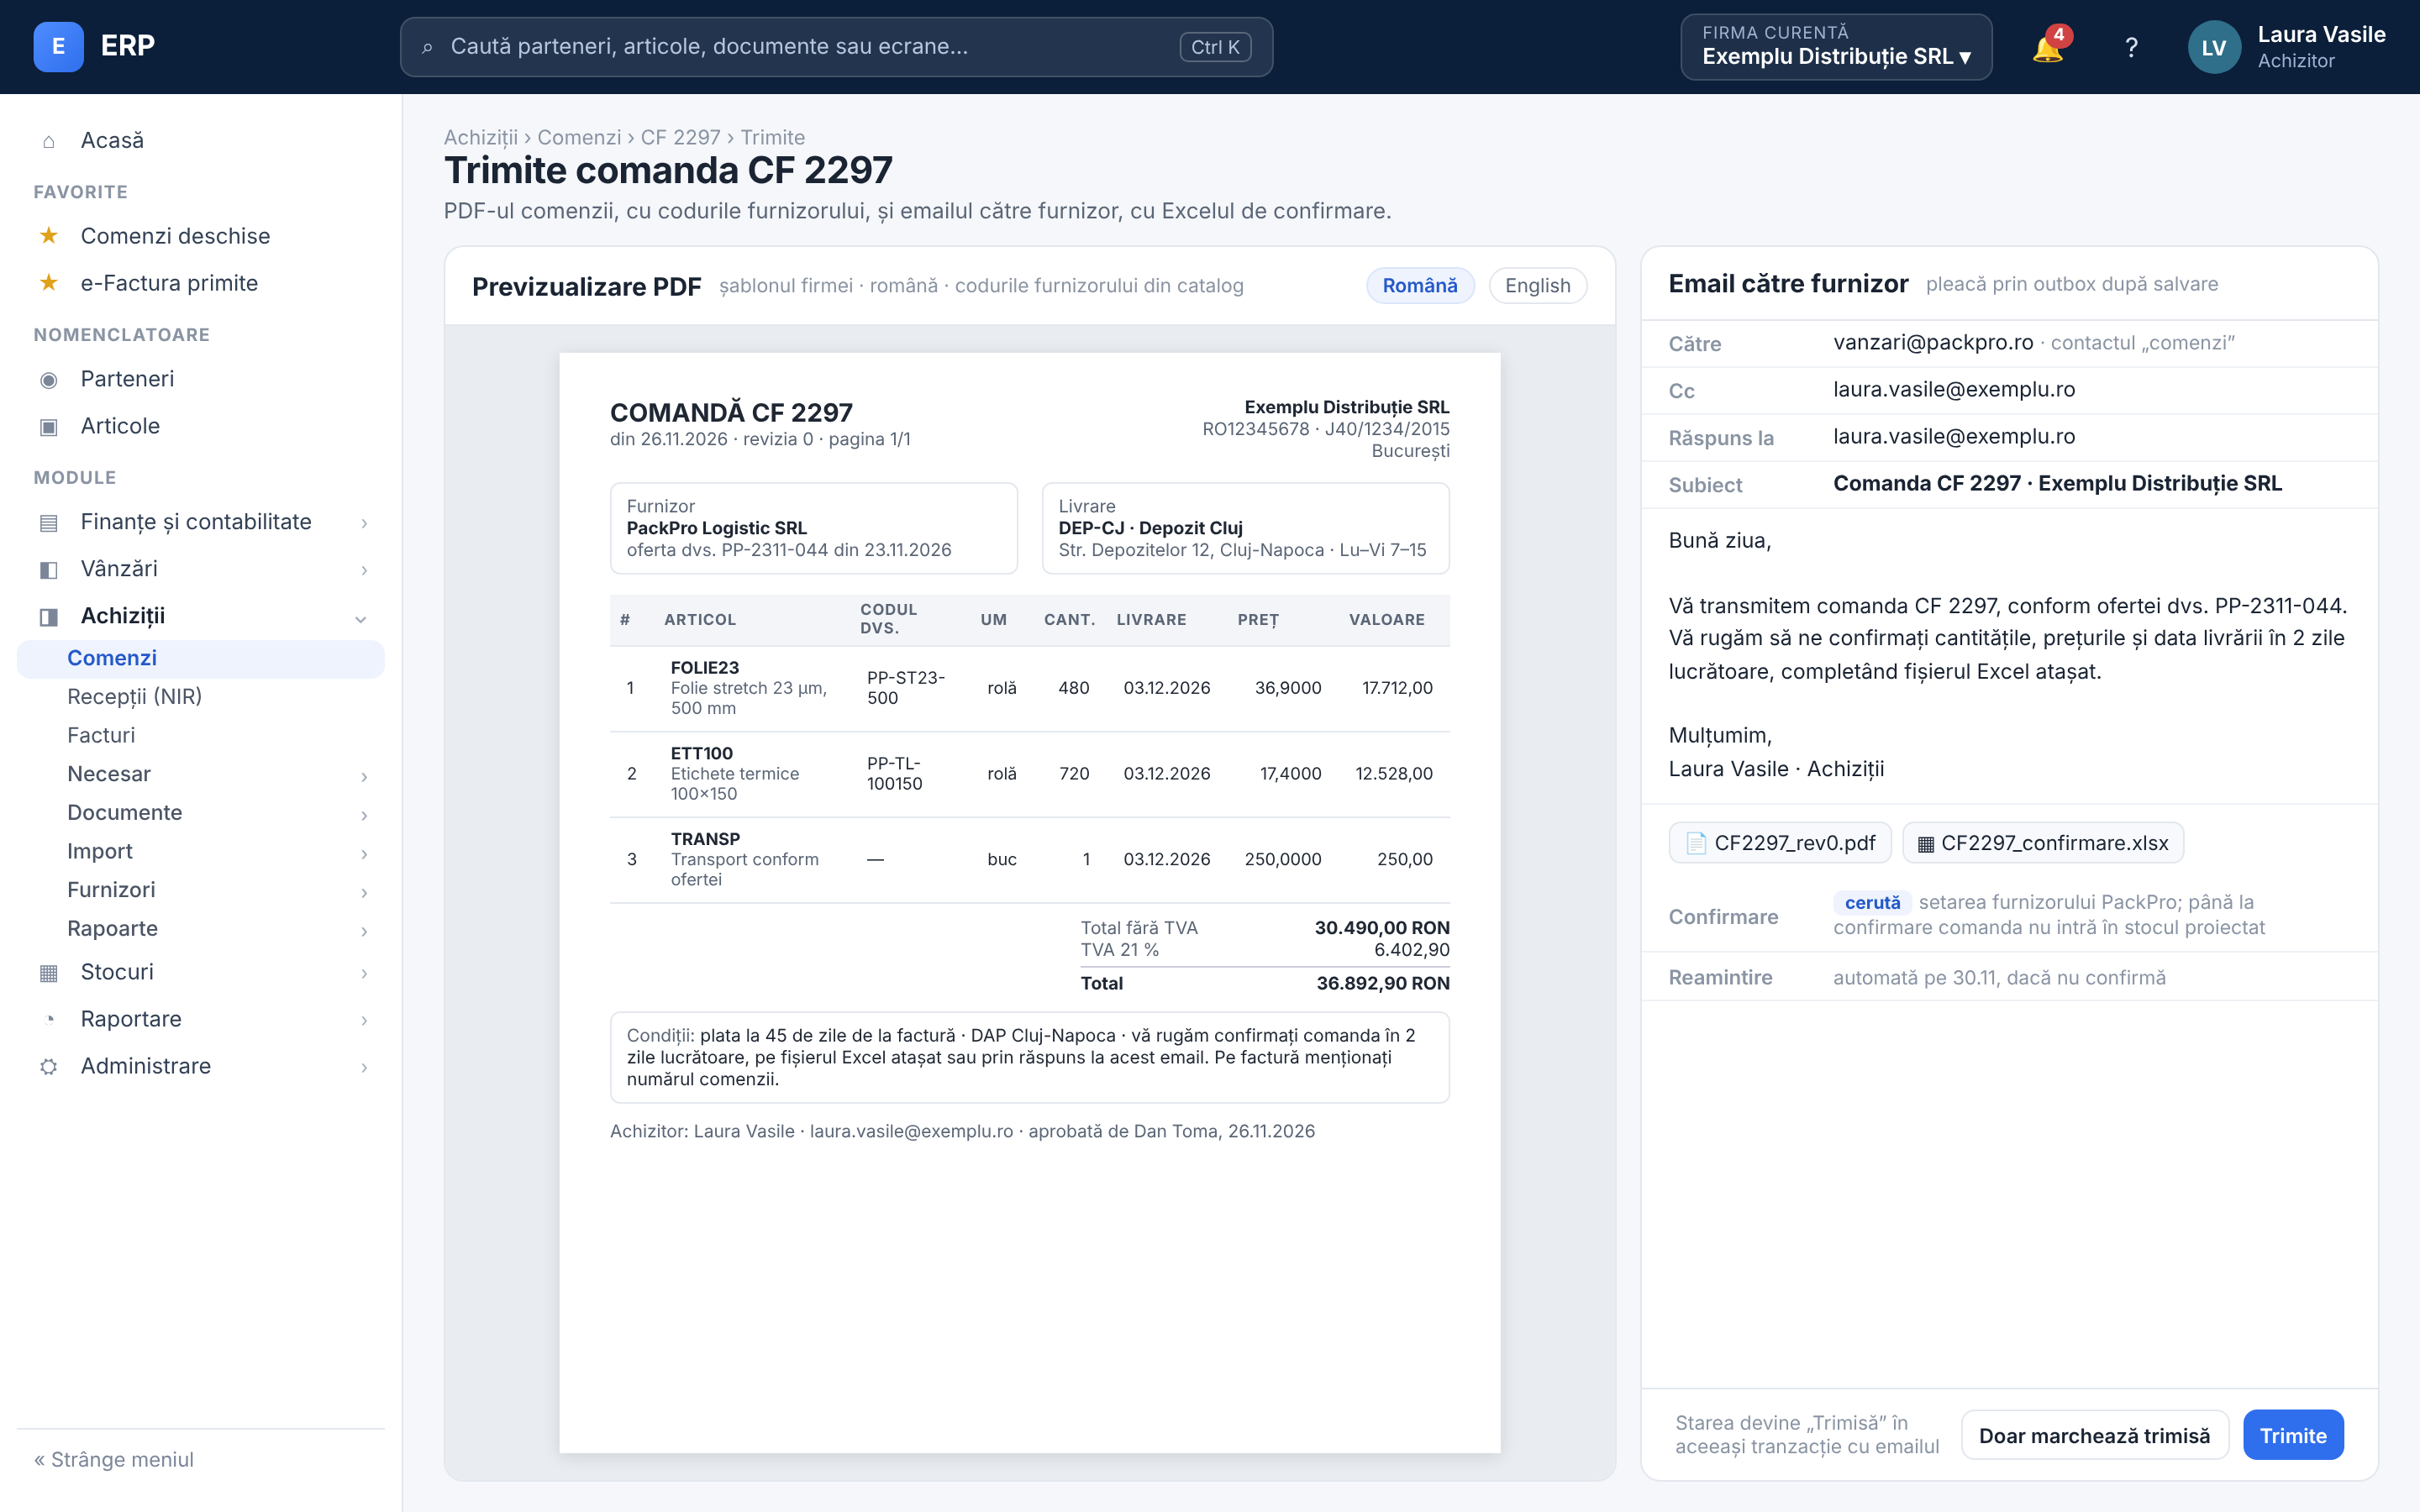 E ERP
Caută parteneri, articole, documente sau ecrane... Ctrl K
FIRMA CURENTĂ
Exemplu Distribuție SRL ▾
4
?
LV
Laura Vasile
Achizitor
Acasă
FAVORITE
★ Comenzi deschise
★ e-Factura primite
NOMENCLATOARE
Parteneri
Articole
MODULE
Finanțe și contabilitate ›
Vânzări ›
Achiziții
Comenzi
Recepții (NIR)
Facturi
Necesar ›
Documente ›
Import ›
Furnizori ›
Rapoarte ›
Stocuri ›
Raportare ›
Administrare ›
« Strânge meniul
Achiziții › Comenzi › CF 2297 › Trimite
Trimite comanda CF 2297
PDF-ul comenzii, cu codurile furnizorului, și emailul către furnizor, cu Excelul de confirmare.
Previzualizare PDF șablonul firmei · română · codurile furnizorului din catalog Română English
COMANDĂ CF 2297
din 26.11.2026 · revizia 0 · pagina 1/1
Exemplu Distribuție SRL
RO12345678 · J40/1234/2015
București
Furnizor
PackPro Logistic SRL
oferta dvs. PP-2311-044 din 23.11.2026
Livrare
DEP-CJ · Depozit Cluj
Str. Depozitelor 12, Cluj-Napoca · Lu–Vi 7–15
# ARTICOL CODUL DVS. UM CANT. LIVRARE PREȚ VALOARE
1 FOLIE23 Folie stretch 23 µm, 500 mm PP-ST23-500 rolă 480 03.12.2026 36,9000 17.712,00
2 ETT100 Etichete termice 100×150 PP-TL-100150 rolă 720 03.12.2026 17,4000 12.528,00
3 TRANSP Transport conform ofertei — buc 1 03.12.2026 250,0000 250,00
Total fără TVA 30.490,00 RON
TVA 21 % 6.402,90
Total 36.892,90 RON
Condiții: plata la 45 de zile de la factură · DAP Cluj-Napoca · vă rugăm confirmați comanda în 2
zile lucrătoare, pe fișierul Excel atașat sau prin răspuns la acest email. Pe factură menționați
numărul comenzii.
Achizitor: Laura Vasile · laura.vasile@exemplu.ro · aprobată de Dan Toma, 26.11.2026
Email către furnizor pleacă prin outbox după salvare
Către vanzari@packpro.ro · contactul „comenzi”
Cc laura.vasile@exemplu.ro
Răspuns la laura.vasile@exemplu.ro
Subiect Comanda CF 2297 · Exemplu Distribuție SRL
Bună ziua,
Vă transmitem comanda CF 2297, conform ofertei dvs. PP-2311-044.
Vă rugăm să ne confirmați cantitățile, prețurile și data livrării în 2 zile
lucrătoare, completând fișierul Excel atașat.
Mulțumim,
Laura Vasile · Achiziții
CF2297_rev0.pdf CF2297_confirmare.xlsx
Confirmare cerută setarea furnizorului PackPro; până la
confirmare comanda nu intră în stocul proiectat
Reamintire automată pe 30.11, dacă nu confirmă
Starea devine „Trimisă” în
aceeași tranzacție cu emailul
Doar marchează trimisă
Trimite